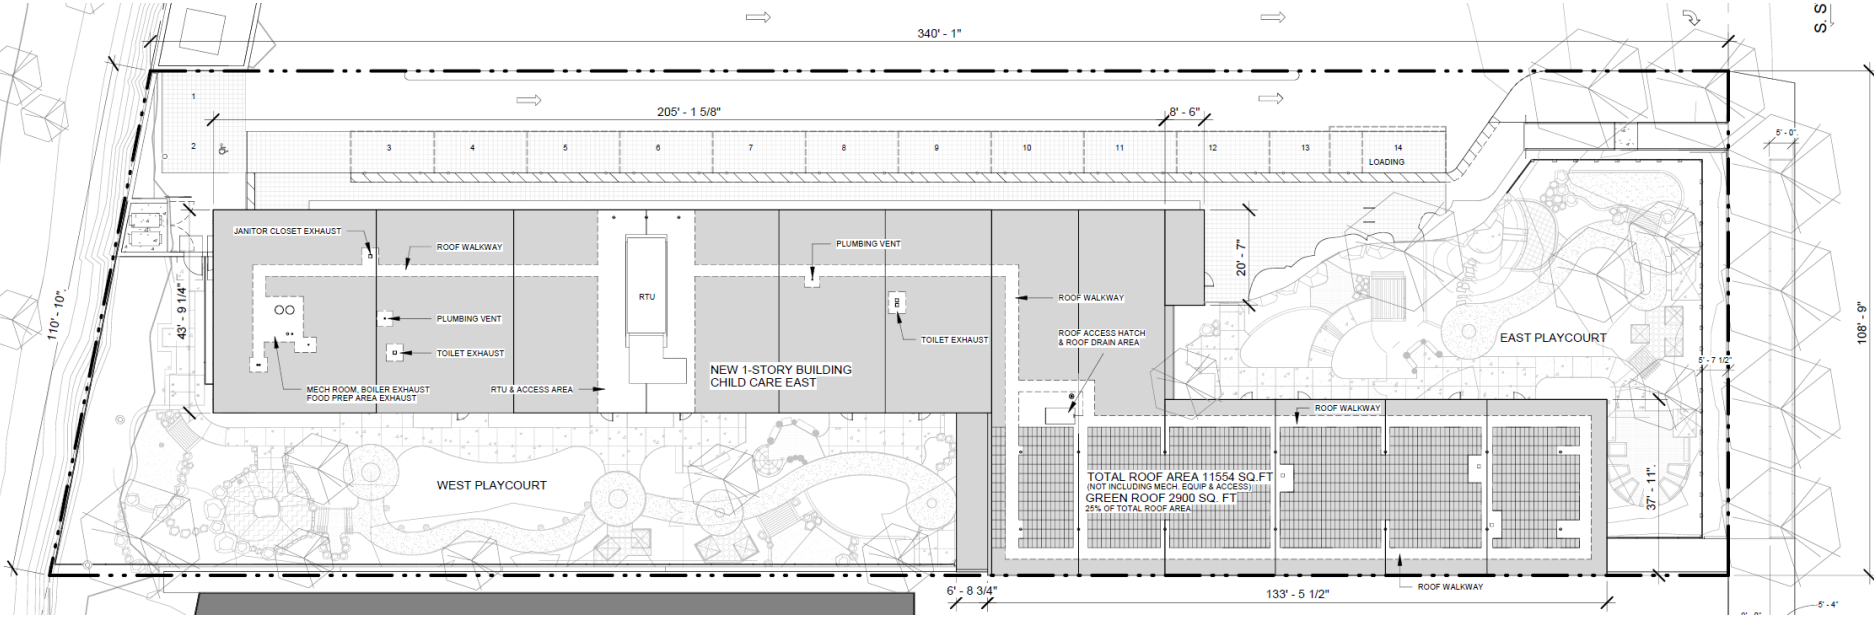 S. S
340' - 1"
1
205' - 1 5/8"
8' - 6"
5' - 0"
2
3
4
5
6
7
8
9
10
11
12
13
14
LOADING
JANITOR CLOSET EXHAUST
ROOF WALKWAY
PLUMBING VENT
20' - 7"
110' - 10"
43' - 9 1/4"
RTU
ROOF WALKWAY
108' - 9"
PLUMBING VENT
ROOF ACCESS HATCH
& ROOF DRAIN AREA
EAST PLAYCOURT
TOILET EXHAUST
TOILET EXHAUST
5' - 7 1/2"
NEW 1-STORY BUILDING
CHILD CARE EAST
MECH ROOM, BOILER EXHAUST
FOOD PREP AREA EXHAUST
RTU & ACCESS AREA
ROOF WALKWAY
WEST PLAYCOURT
TOTAL ROOF AREA 11554 SQ.FT
(NOT INCLUDING MECH. EQUIP & ACCESS)
GREEN ROOF 2900 SQ. FT
25% OF TOTAL ROOF AREA
37' - 11"
ROOF WALKWAY
6' - 8 3/4"
133' - 5 1/2"
5' - 4"